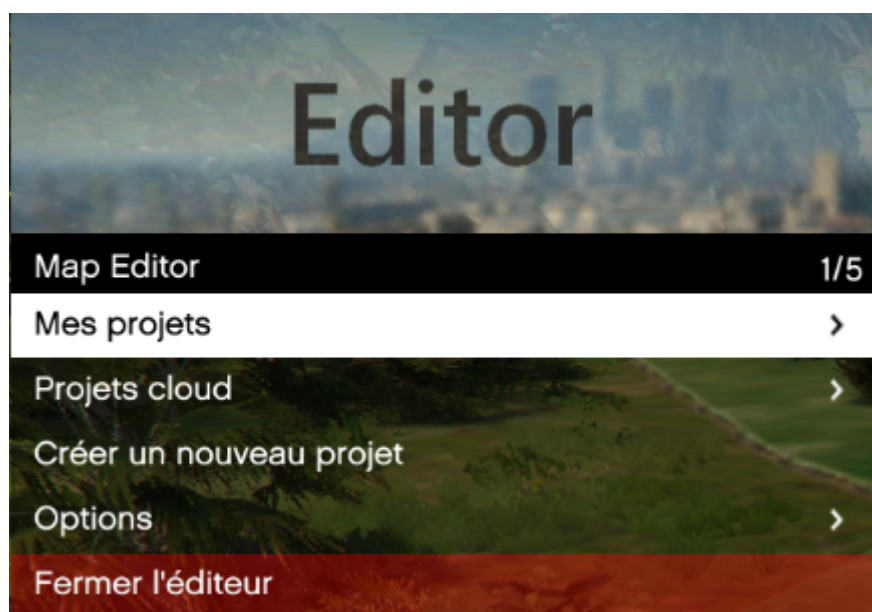 Editor
Map Editor 1/5
Mes projets
Projets cloud
Créer un nouveau projet
Options
Fermer l'éditeur